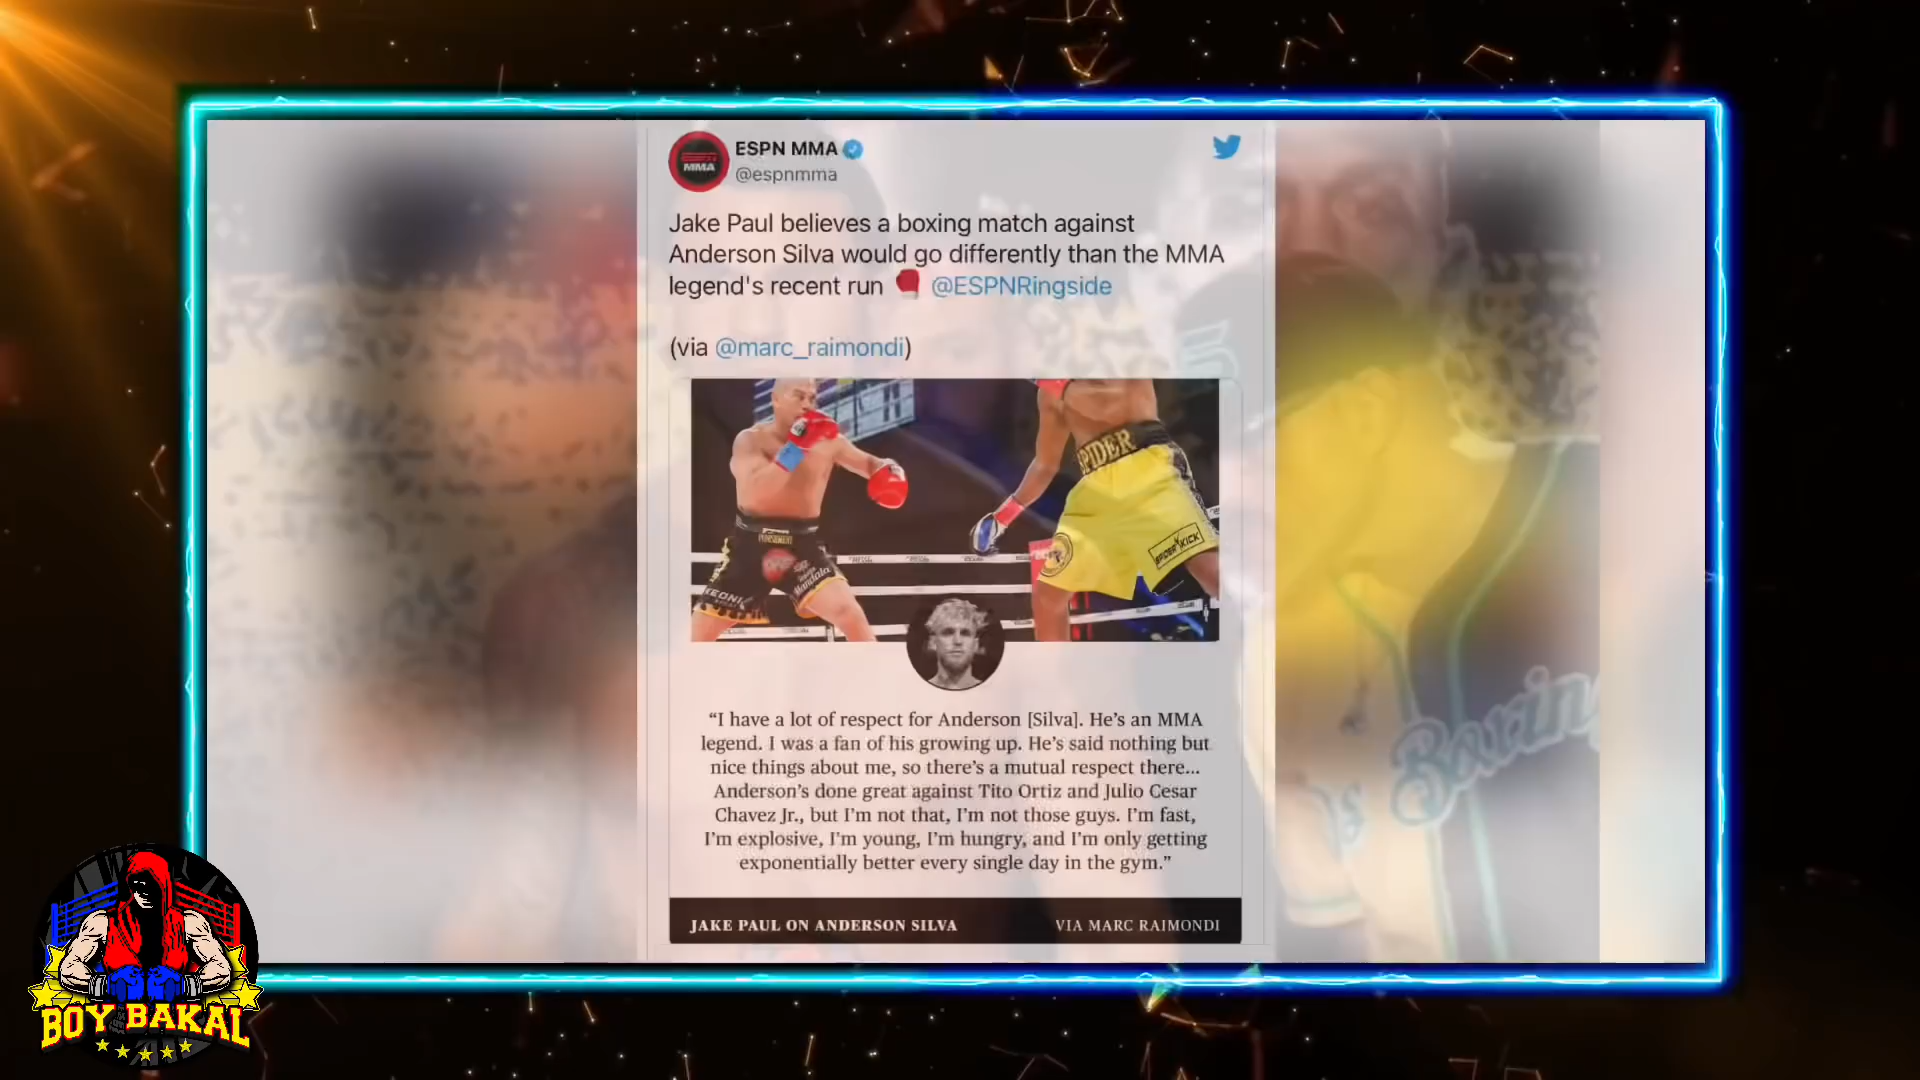 ESPN MMA
@espnmma
Jake Paul believes a boxing match against
Anderson Silva would go differently than the MMA
legend's recent run @ESPNRingside
(via @marc_raimondi)
MMA
SPIDER
SPIDER KICK
PUNISHMENT
“I have a lot of respect for Anderson [Silva]. He’s an MMA
legend. I was a fan of his growing up. He’s said nothing but
nice things about me, so there’s a mutual respect there...
Anderson’s done great against Tito Ortiz and Julio Cesar
Chavez Jr., but I’m not that, I’m not those guys. I’m fast,
I’m explosive, I’m young, I’m hungry, and I’m only getting
exponentially better every single day in the gym.”
JAKE PAUL ON ANDERSON SILVA
VIA MARC RAIMONDI
Boxing
BOY BAKAL